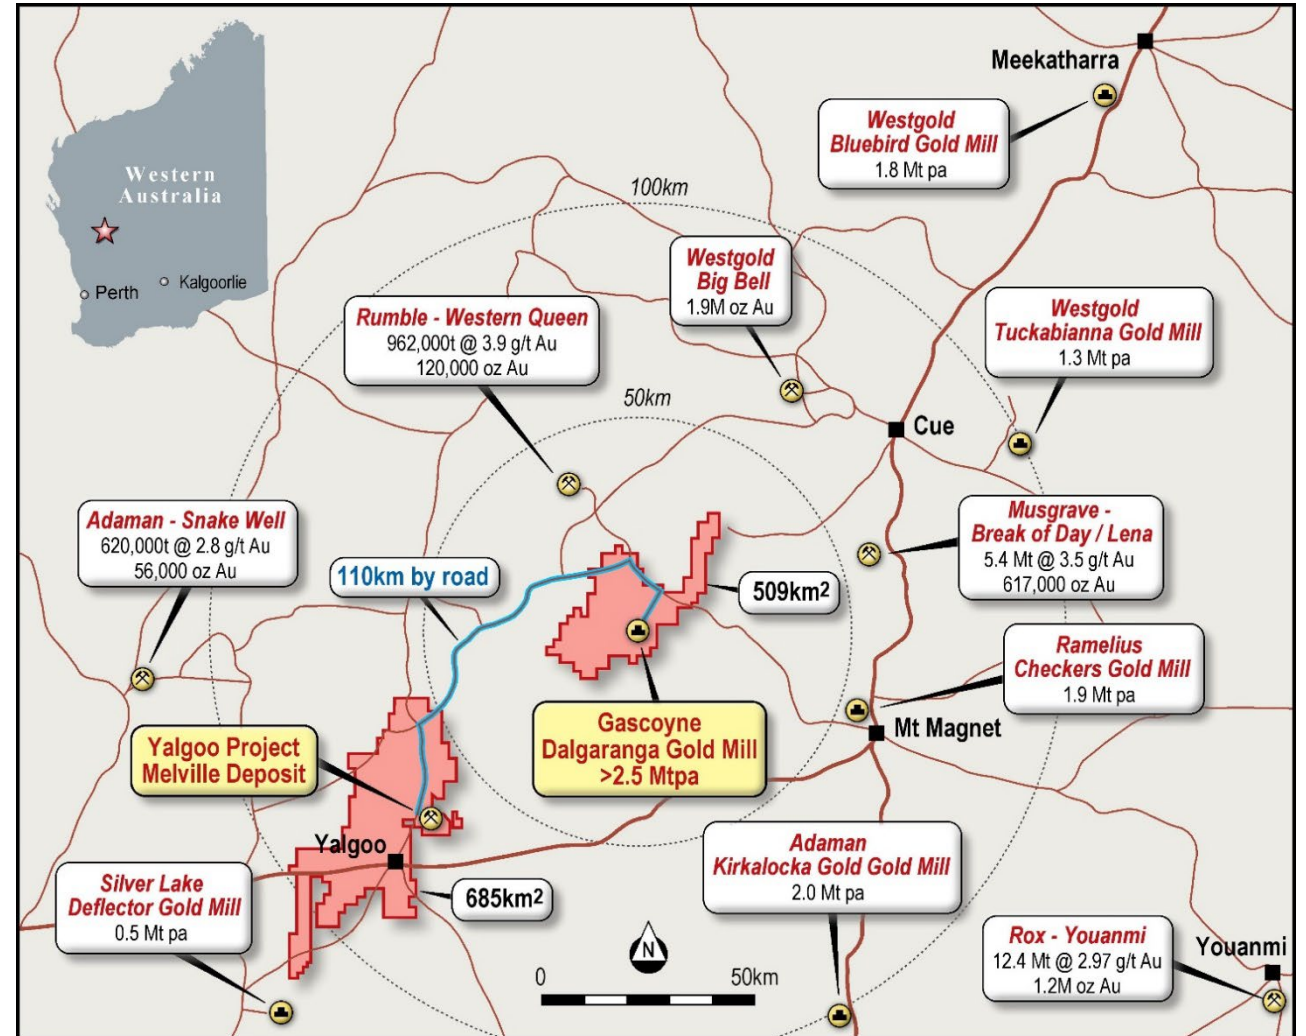 Meekatharra
Westgold
Bluebird Gold Mill
1.8 Mt pa
Western
Australia
Perth
Kalgoorlie
100km
Westgold
Big Bell
1.9M oz Au
Rumble - Western Queen
962,000t @ 3.9 g/t Au
120,000 oz Au
Westgold
Tuckabianna Gold Mill
1.3 Mt pa
50km
Cue
Adaman - Snake Well
620,000t @ 2.8 g/t Au
56,000 oz Au
Musgrave -
Break of Day / Lena
5.4 Mt @ 3.5 g/t Au
617,000 oz Au
110km by road
509km²
Ramelius
Checkers Gold Mill
1.9 Mt pa
Yalgoo Project
Melville Deposit
Gascoyne
Dalgaranga Gold Mill
>2.5 Mtpa
Mt Magnet
Yalgoo
Silver Lake
Deflector Gold Mill
0.5 Mt pa
685km²
Adaman
Kirkalocka Gold Gold Mill
2.0 Mt pa
N
0 50km
Rox - Youanmi
12.4 Mt @ 2.97 g/t Au
1.2M oz Au
Youanmi